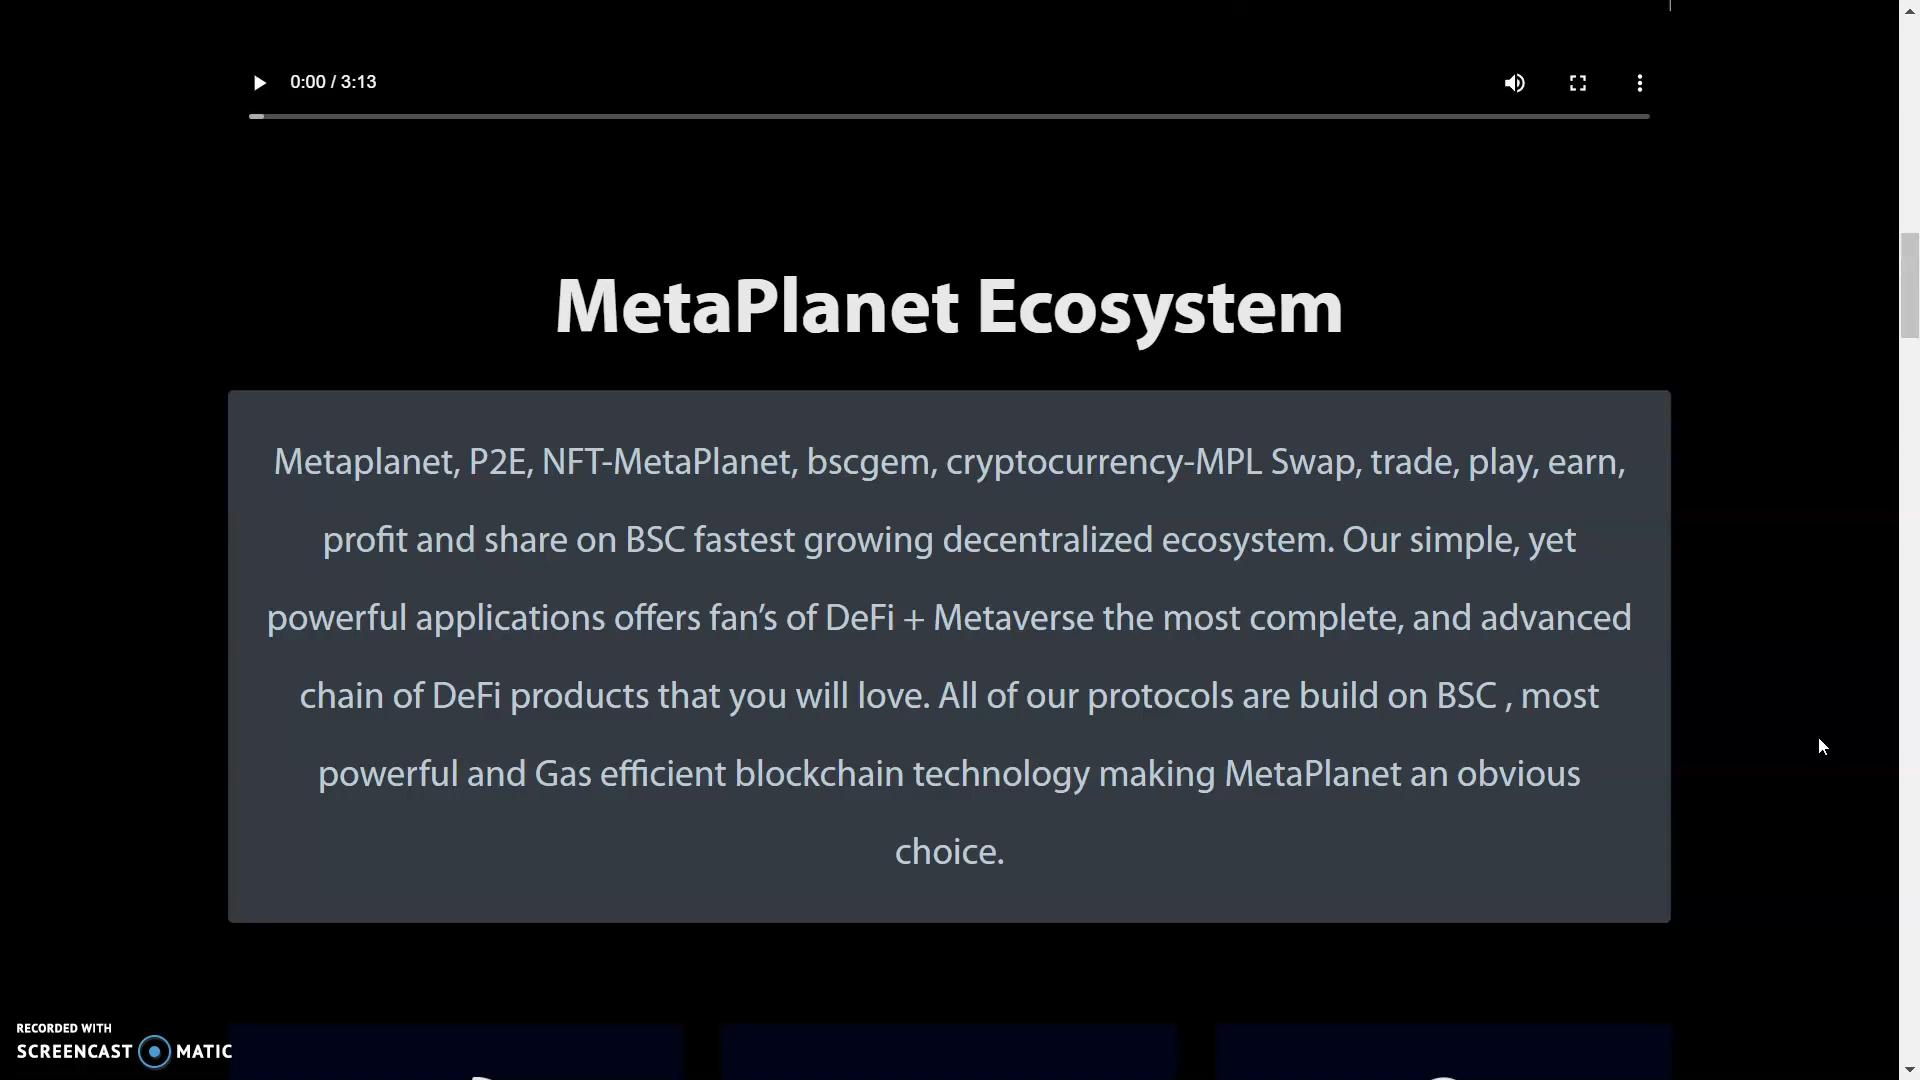 0:00 / 3:13
MetaPlanet Ecosystem
Metaplanet, P2E, NFT-MetaPlanet, bscgem, cryptocurrency-MPL Swap, trade, play, earn,
profit and share on BSC fastest growing decentralized ecosystem. Our simple, yet
powerful applications offers fan’s of DeFi + Metaverse the most complete, and advanced
chain of DeFi products that you will love. All of our protocols are build on BSC , most
powerful and Gas efficient blockchain technology making MetaPlanet an obvious
choice.
RECORDED WITH
SCREENCAST MATIC